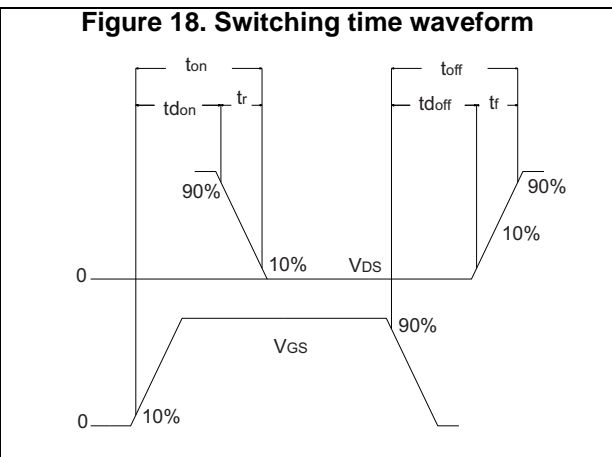 Figure 18. Switching time waveform
ton
toff
tdon
tr
tdoff
tf
90%
90%
10%
10%
0
VDS
90%
VGS
0
10%